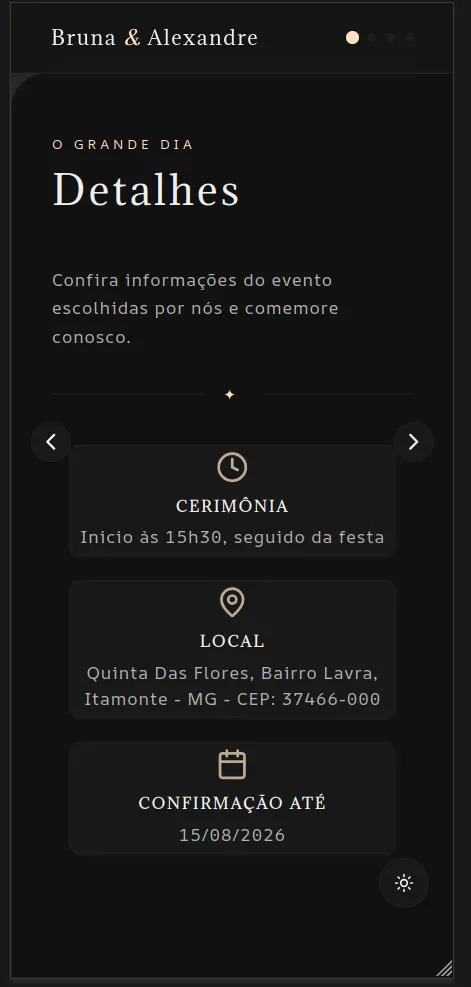 Bruna & Alexandre
O GRANDE DIA
Detalhes
Confira informações do evento
escolhidas por nós e comemore
conosco.
CERIMÔNIA
Inicio às 15h30, seguido da festa
LOCAL
Quinta Das Flores, Bairro Lavra,
Itamonte - MG - CEP: 37466-000
CONFIRMAÇÃO ATÉ
15/08/2026